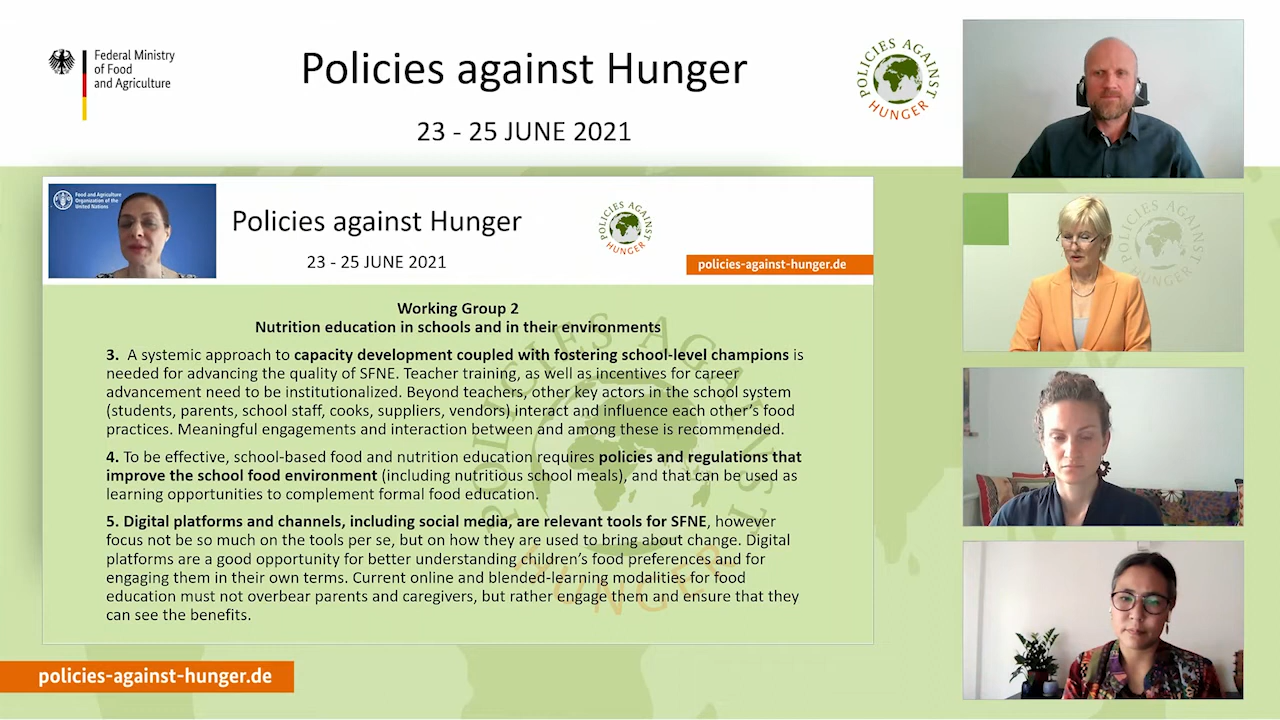 Federal Ministry
of Food
and Agriculture
Policies against Hunger
23 - 25 JUNE 2021
POLICIES AGAINST
HUNGER
Food and Agriculture
Organization of the
United Nations
Policies against Hunger
23 - 25 JUNE 2021
POLICIES AGAINST
HUNGER
policies-against-hunger.de
Working Group 2
Nutrition education in schools and in their environments
3. A systemic approach to capacity development coupled with fostering school-level champions is
needed for advancing the quality of SFNE. Teacher training, as well as incentives for career
advancement need to be institutionalized. Beyond teachers, other key actors in the school system
(students, parents, school staff, cooks, suppliers, vendors) interact and influence each other's food
practices. Meaningful engagements and interaction between and among these is recommended.
4. To be effective, school-based food and nutrition education requires policies and regulations that
improve the school food environment (including nutritious school meals), and that can be used as
learning opportunities to complement formal food education.
5. Digital platforms and channels, including social media, are relevant tools for SFNE, however
focus not be so much on the tools per se, but on how they are used to bring about change. Digital
platforms are a good opportunity for better understanding children's food preferences and for
engaging them in their own terms. Current online and blended-learning modalities for food
education must not overbear parents and caregivers, but rather engage them and ensure that they
can see the benefits.
POLICIES AGAINST
HUNGER
POLICIES AGAINST
HUNGER
policies-against-hunger.de